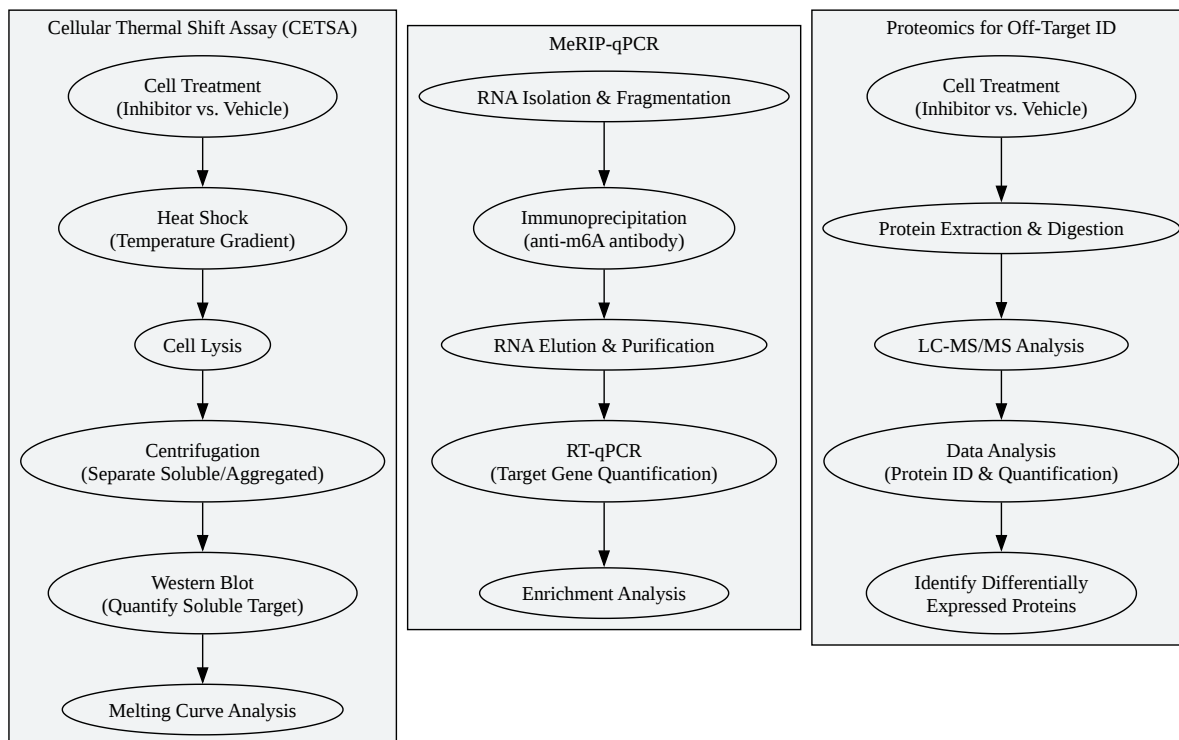 Cellular Thermal Shift Assay (CETSA)
Cell Treatment
(Inhibitor vs. Vehicle)
Heat Shock
(Temperature Gradient)
Cell Lysis
Centrifugation
(Separate Soluble/Aggregated)
Western Blot
(Quantify Soluble Target)
Melting Curve Analysis
MeRIP-qPCR
RNA Isolation & Fragmentation
Immunoprecipitation
(anti-m6A antibody)
RNA Elution & Purification
RT-qPCR
(Target Gene Quantification)
Enrichment Analysis
Proteomics for Off-Target ID
Cell Treatment
(Inhibitor vs. Vehicle)
Protein Extraction & Digestion
LC-MS/MS Analysis
Data Analysis
(Protein ID & Quantification)
Identify Differentially
Expressed Proteins